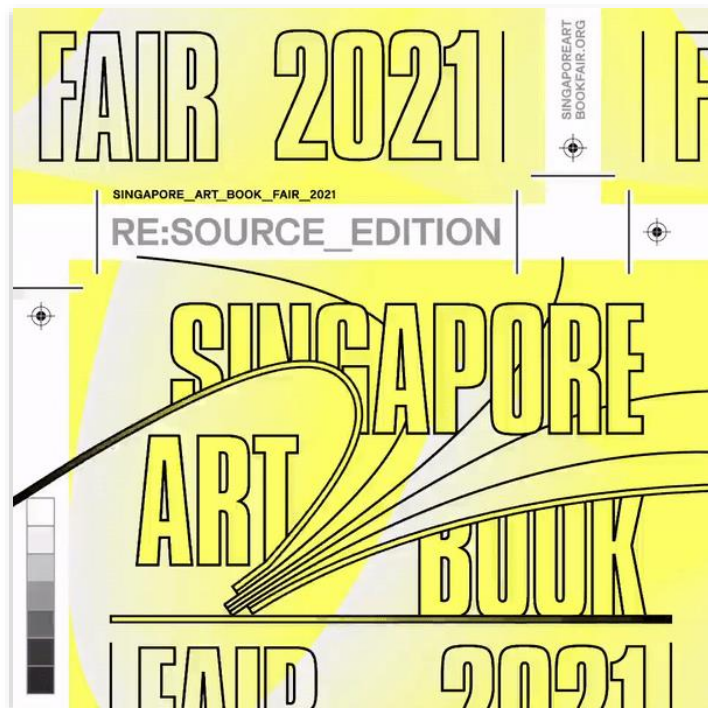 FAIR 2021
SINGAPOREART
BOOKFAIR.ORG
F
SINGAPORE_ART_BOOK_FAIR_2021
RE:SOURCE_EDITION
SINGAPORE
ART
BOOK
FAIR 2021